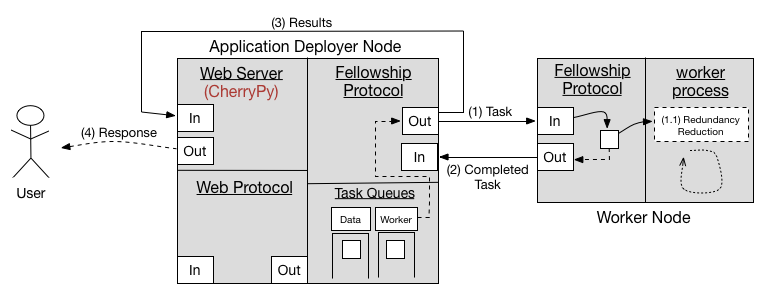 (3) Results
Application Deployer Node
Web Server
(CherryPy)
In
Out
Fellowship
Protocol
Out
In
(1) Task
(2) Completed
Task
Fellowship
Protocol
In
Out
worker
process
(1.1) Redundancy
Reduction
Worker Node
(4) Response
User
Web Protocol
In
Out
Task Queues
Data
Worker